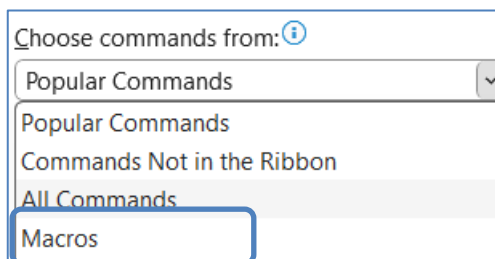 Choose commands from:
Popular Commands
Popular Commands
Commands Not in the Ribbon
All Commands
Macros